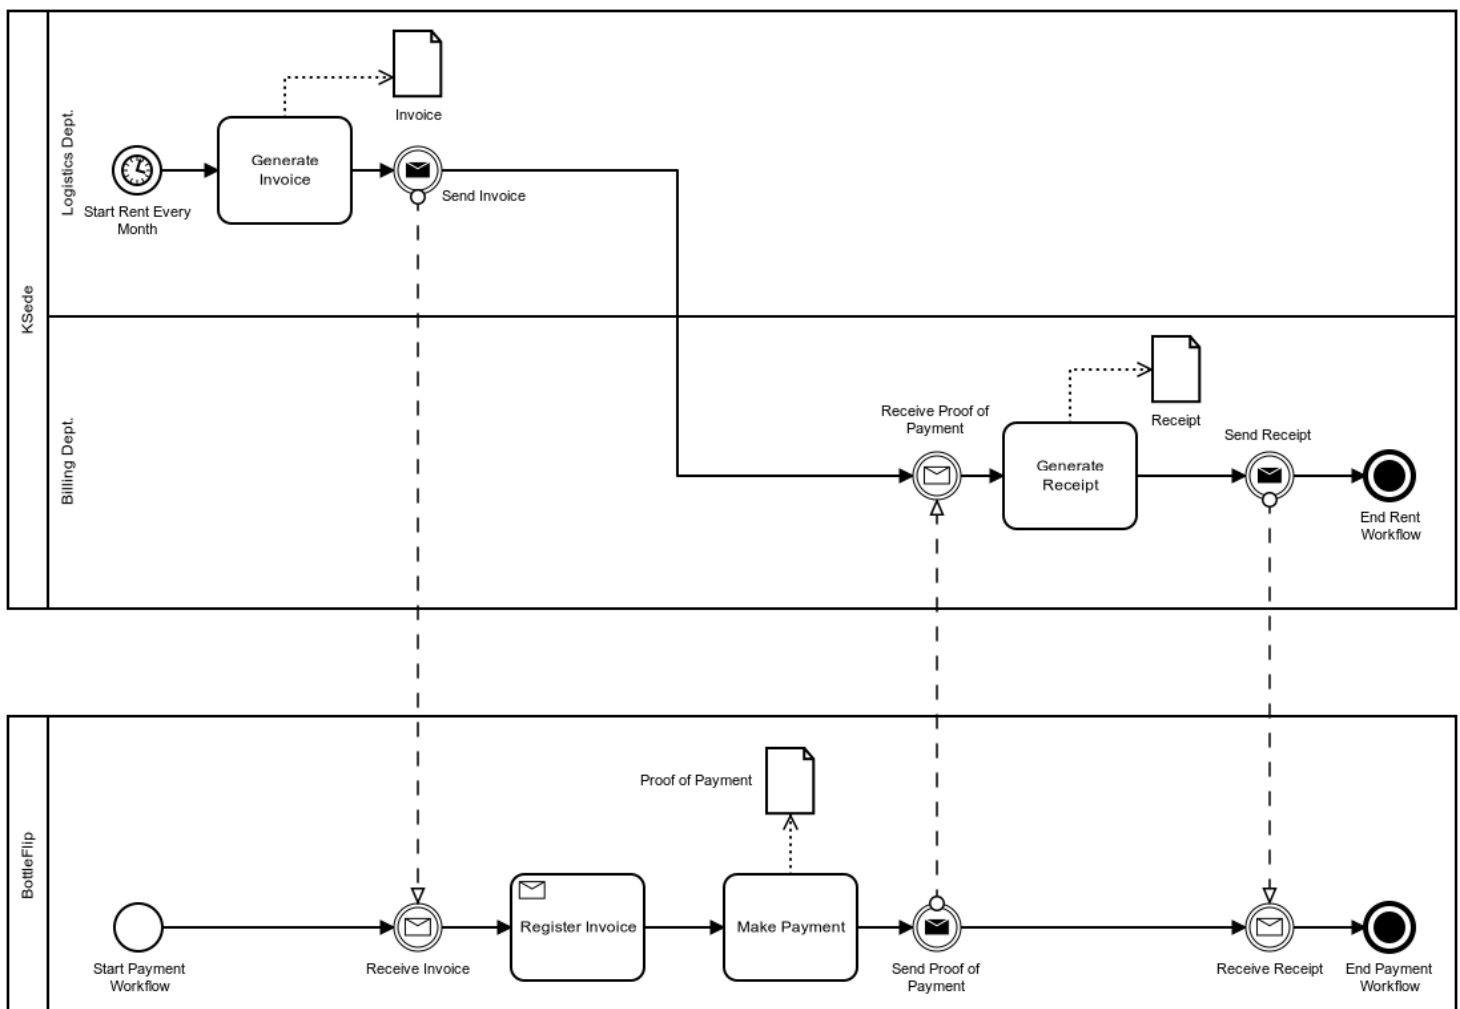 KSede
Logistics Dept.
Start Rent Every
Month
Generate
Invoice
Invoice
Send Invoice
Billing Dept.
Receive Proof of
Payment
Generate
Receipt
Receipt
Send Receipt
End Rent
Workflow
BottleFlip
Start Payment
Workflow
Receive Invoice
Register Invoice
Proof of Payment
Make Payment
Send Proof of
Payment
Receive Receipt
End Payment
Workflow